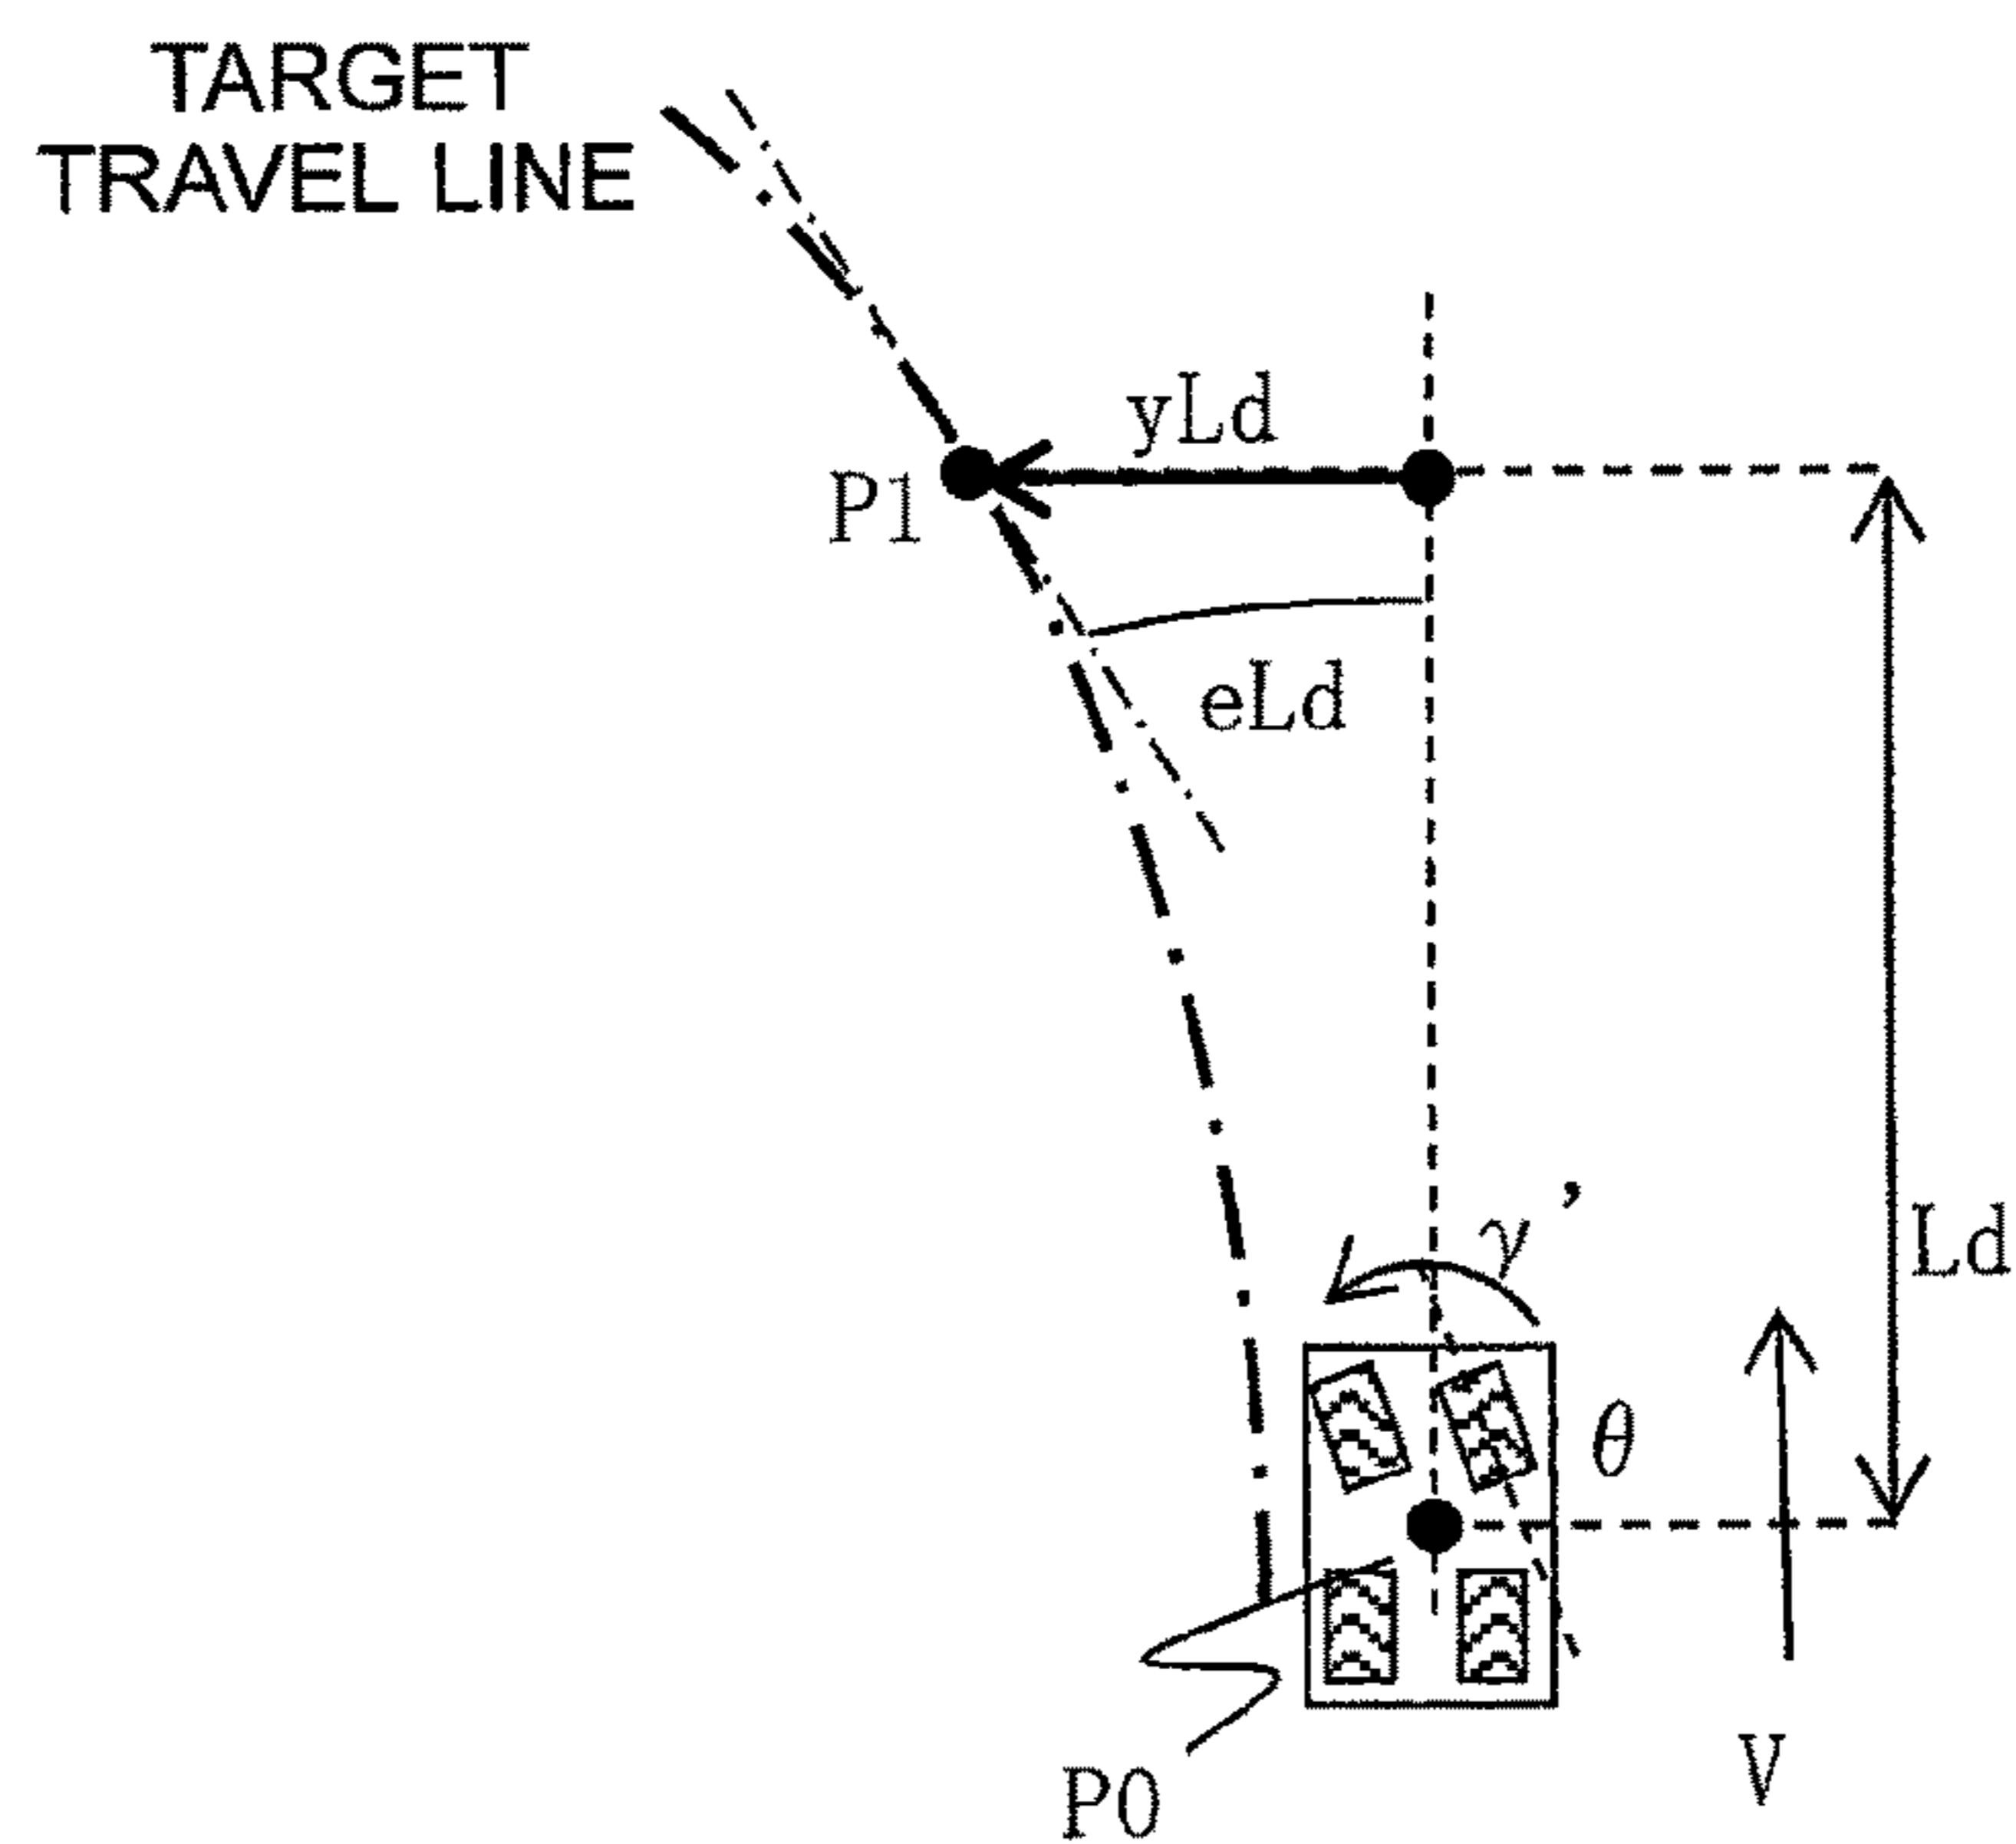 TARGET
TRAVEL LINE
yLd
P1
eLd
γ’
Ld
θ
V
P0